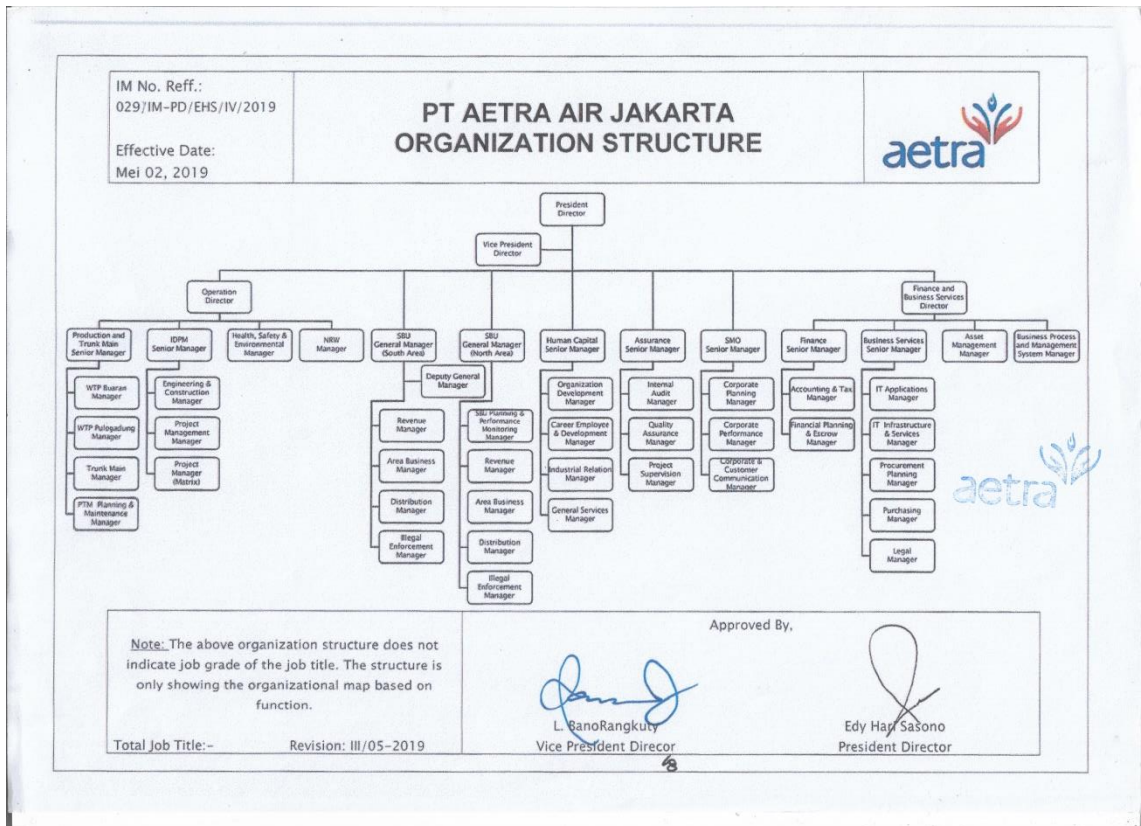 IM No. Reff.:
029/IM-PD/EHS/IV/2019
Effective Date:
Mei 02, 2019
PT AETRA AIR JAKARTA
ORGANIZATION STRUCTURE
aetra
President
Director
Vice President
Director
Operation
Director
Finance and
Business Services
Director
Production and
Trunk Main
Senior Manager
IDPM
Senior Manager
Health, Safety &
Environmental
Manager
NRW
Manager
SBU
General Manager
(South Area)
SBU
General Manager
(North Area)
Human Capital
Senior Manager
Assurance
Senior Manager
SMO
Senior Manager
Finance
Senior Manager
Business Services
Senior Manager
Asset
Management
Manager
Business Process
and Management
System Manager
Deputy General
Manager
WTP Buaran
Manager
WTP Pulogadung
Manager
Trunk Main
Manager
PTM Planning &
Maintenance
Manager
Engineering &
Construction
Manager
Project
Management
Manager
Project
Manager
(Matrix)
Revenue
Manager
Area Business
Manager
Distribution
Manager
Illegal
Enforcement
Manager
SBU Planning &
Performance
Monitoring
Manager
Revenue
Manager
Area Business
Manager
Distribution
Manager
Illegal
Enforcement
Manager
Organization
Development
Manager
Career Employee
& Development
Manager
Industrial Relation
Manager
General Services
Manager
Internal
Audit
Manager
Quality
Assurance
Manager
Project
Supervision
Manager
Corporate
Planning
Manager
Corporate
Performance
Manager
Corporate &
Customer
Communication
Manager
Accounting & Tax
Manager
Financial Planning
& Escrow
Manager
IT Applications
Manager
IT Infrastructure
& Services
Manager
Procurement
Planning
Manager
Purchasing
Manager
Legal
Manager
aetra
Note: The above organization structure does not
indicate job grade of the job title. The structure is
only showing the organizational map based on
function.
Total Job Title:- Revision: III/05-2019
Approved By,
L. BanoRangkuty
Vice President Direcor
Edy Hari Sasono
President Director